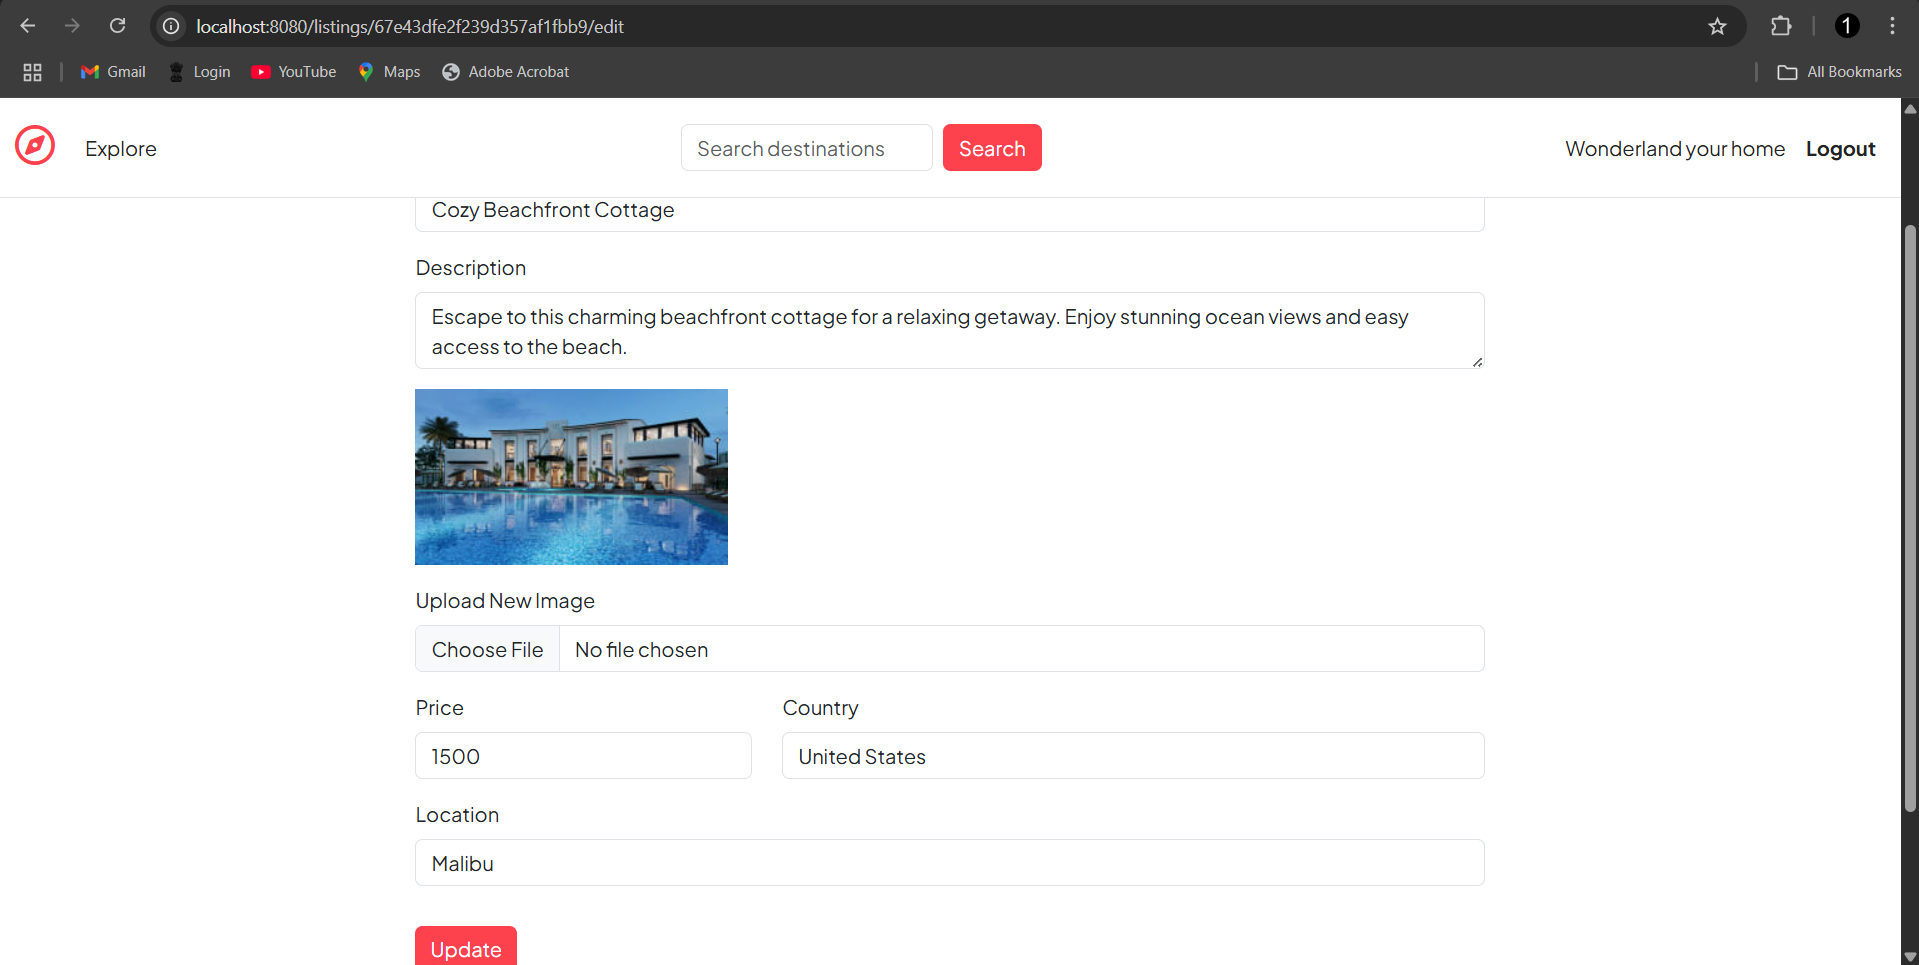 localhost:8080/listings/67e43dfe2f239d357af1fbb9/edit
1
Gmail
Login
YouTube
Maps
Adobe Acrobat
All Bookmarks
Explore
Search destinations
Search
Wonderland your home
Logout
Cozy Beachfront Cottage
Description
Escape to this charming beachfront cottage for a relaxing getaway. Enjoy stunning ocean views and easy
access to the beach.
Upload New Image
Choose File
No file chosen
Price
Country
1500
United States
Location
Malibu
Update